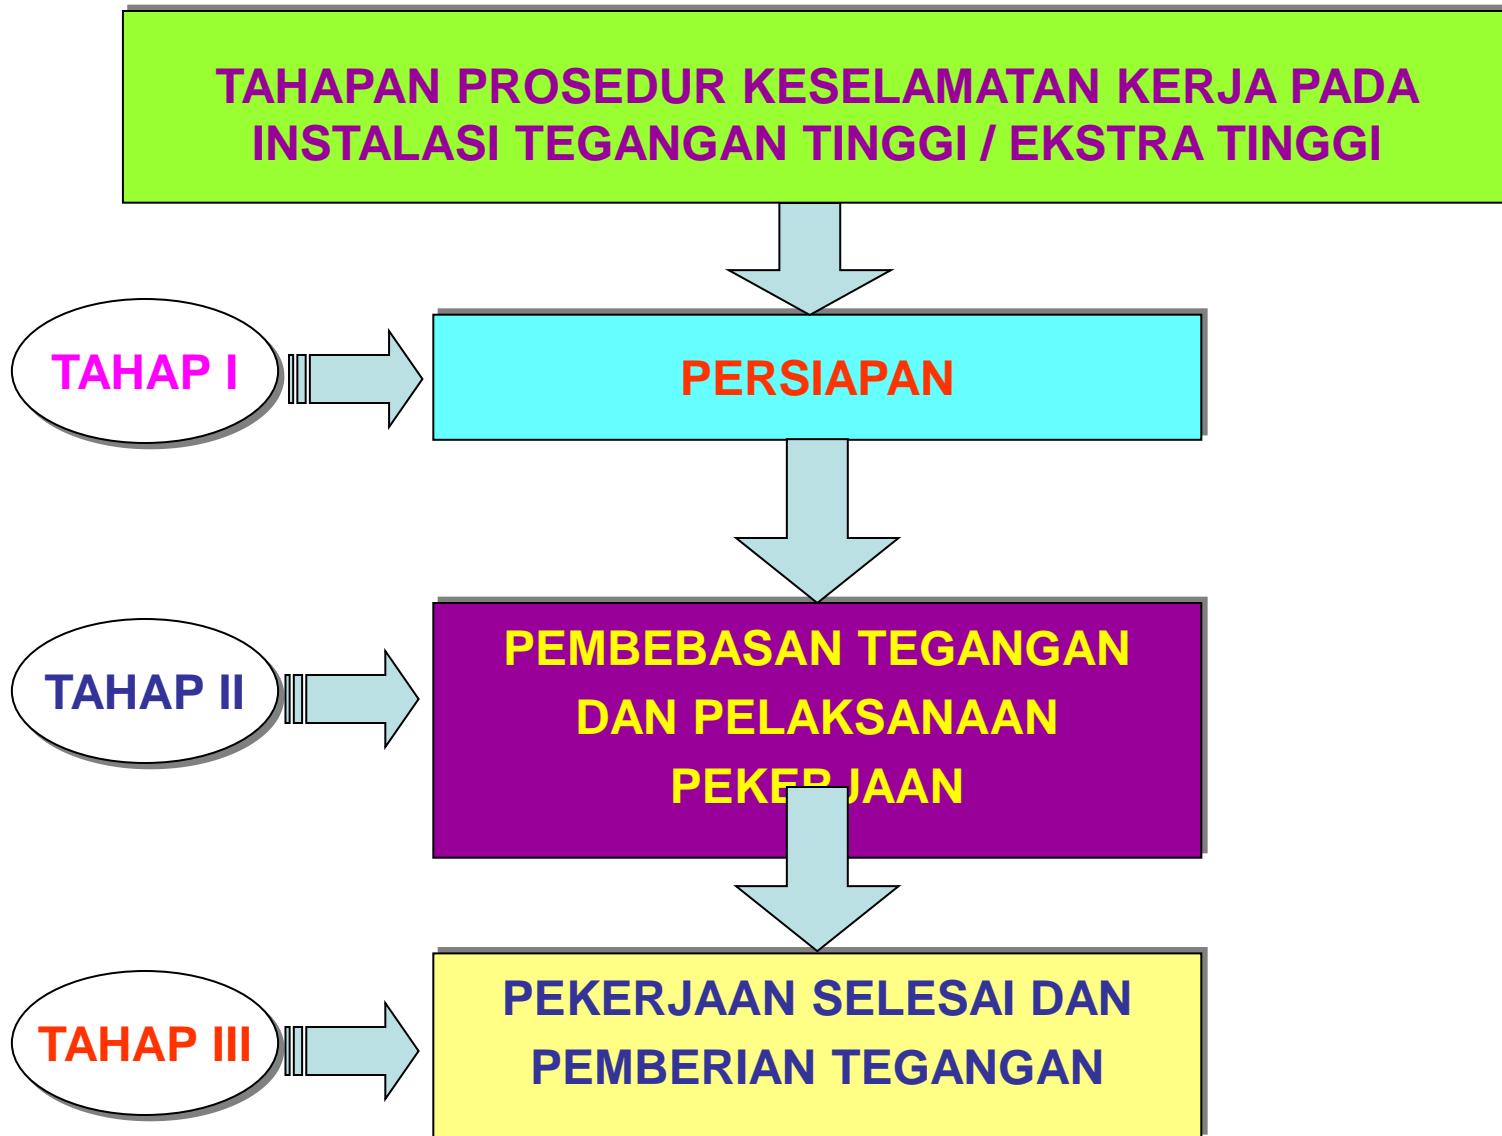 TAHAPAN PROSEDUR KESELAMATAN KERJA PADA
INSTALASI TEGANGAN TINGGI / EKSTRA TINGGI
TAHAP I
PERSIAPAN
TAHAP II
PEMBEBASAN TEGANGAN
DAN PELAKSANAAN
PEKERJAAN
TAHAP III
PEKERJAAN SELESAI DAN
PEMBERIAN TEGANGAN